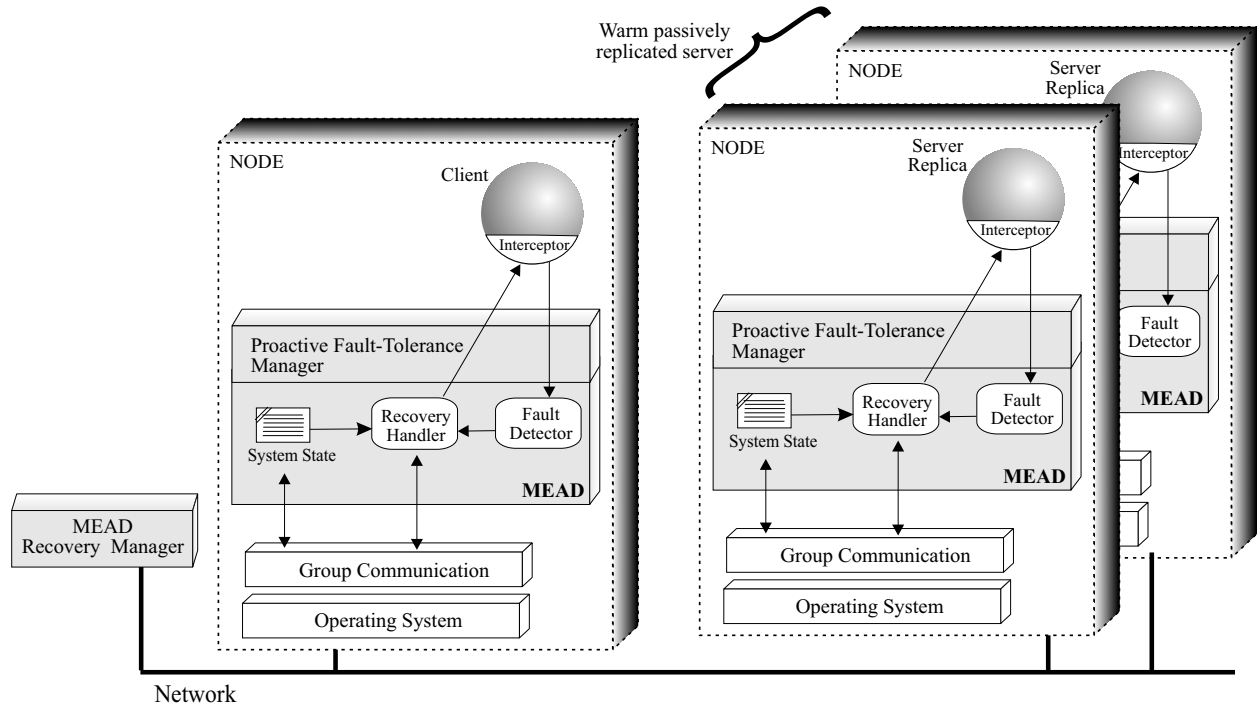 Warm passively
replicated server
NODE
Server
Replica
Interceptor
Fault
Detector
MEAD
NODE
Server
Replica
Interceptor
Proactive Fault-Tolerance
Manager
Recovery
Handler
Fault
Detector
System State
MEAD
Group Communication
Operating System
NODE
Client
Interceptor
Proactive Fault-Tolerance
Manager
Recovery
Handler
Fault
Detector
System State
MEAD
Group Communication
Operating System
MEAD
Recovery Manager
Network